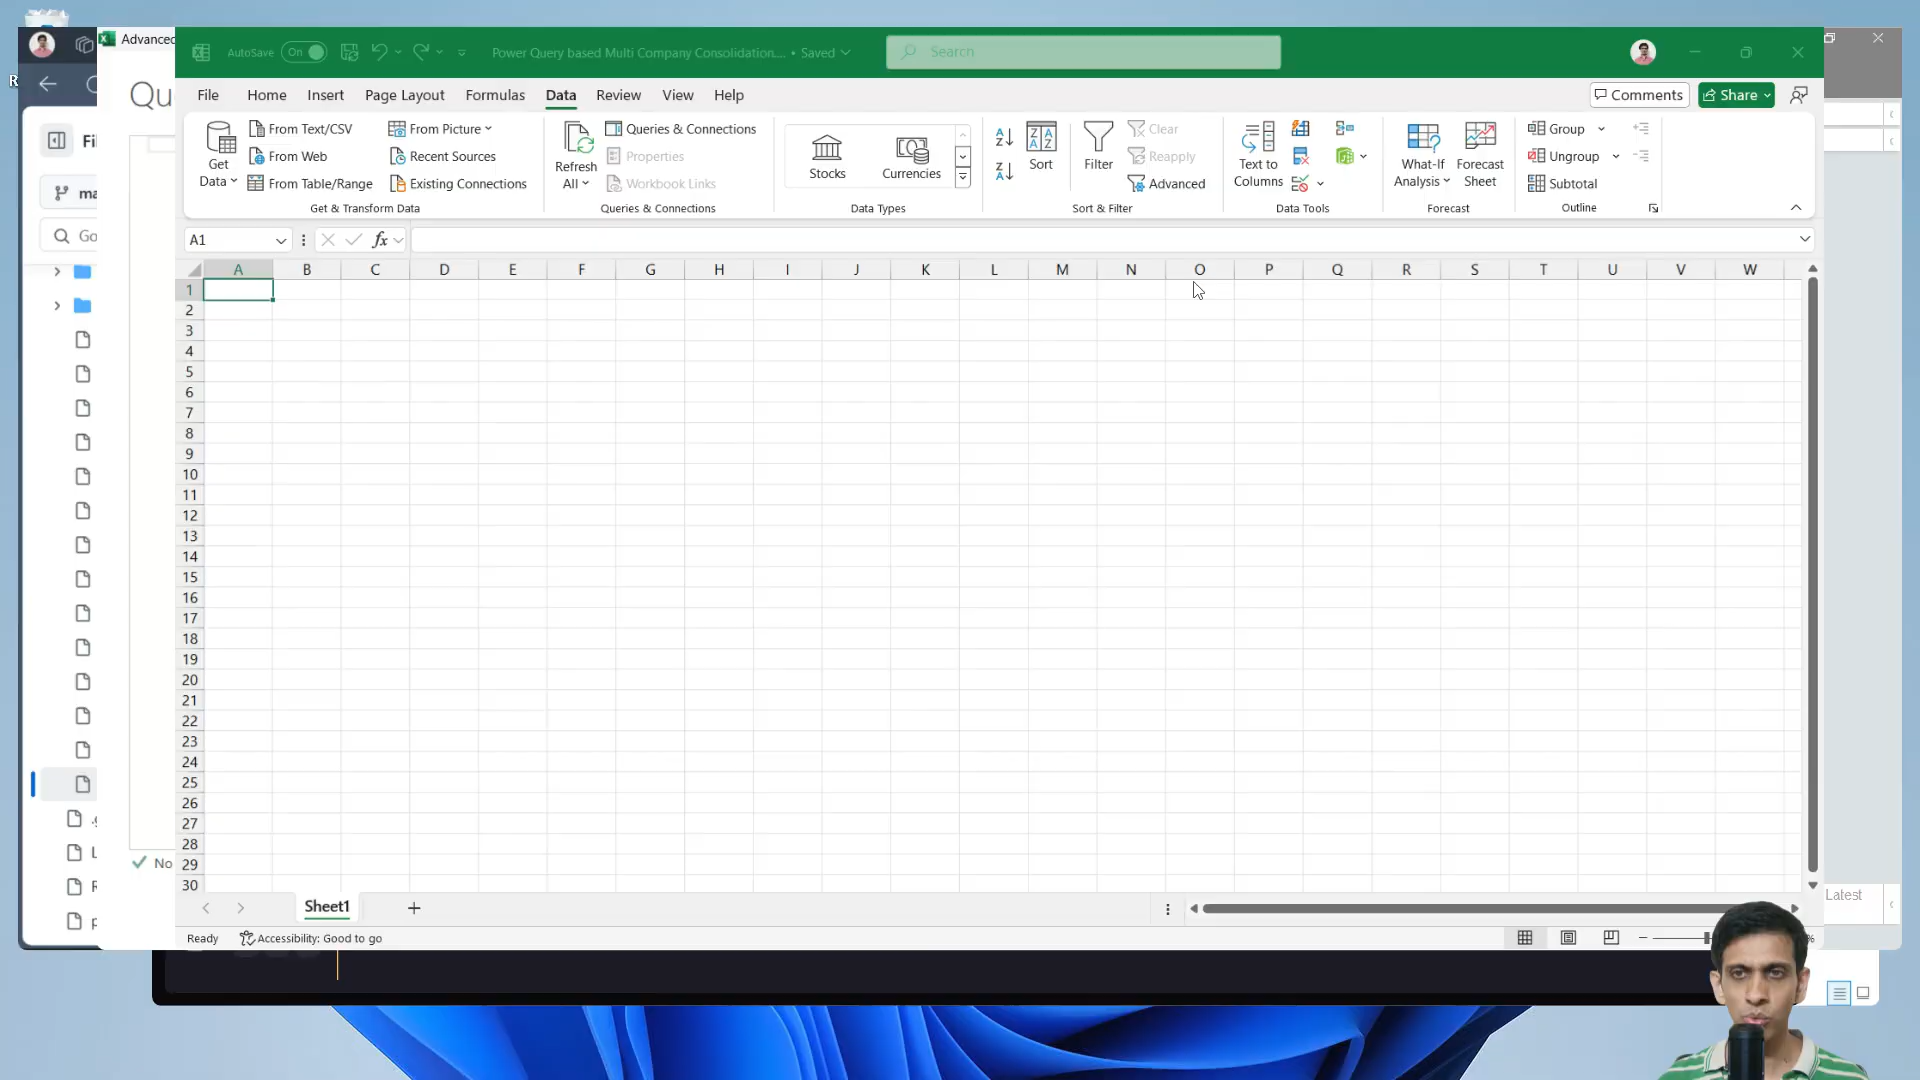 Advanced
AutoSave On Power Query based Multi Company Consolidation.... • Saved Search
Qu
File Home Insert Page Layout Formulas Data Review View Help Comments Share
From Text/CSV From Picture Queries & Connections Clear Group
Get Data From Web Recent Sources Refresh All Properties Stocks Currencies Sort Filter Reapply Text to Columns What-If Analysis Forecast Sheet Ungroup
From Table/Range Existing Connections Workbook Links Advanced Subtotal
Get & Transform Data Queries & Connections Data Types Sort & Filter Data Tools Forecast Outline
A1 fx
A B C D E F G H I J K L M N O P Q R S T U V W
1
2
3
4
5
6
7
8
9
10
11
12
13
14
15
16
17
18
19
20
21
22
23
24
25
26
27
28
29
30
Fi
ma
Go
No
Latest
Sheet1
Ready Accessibility: Good to go